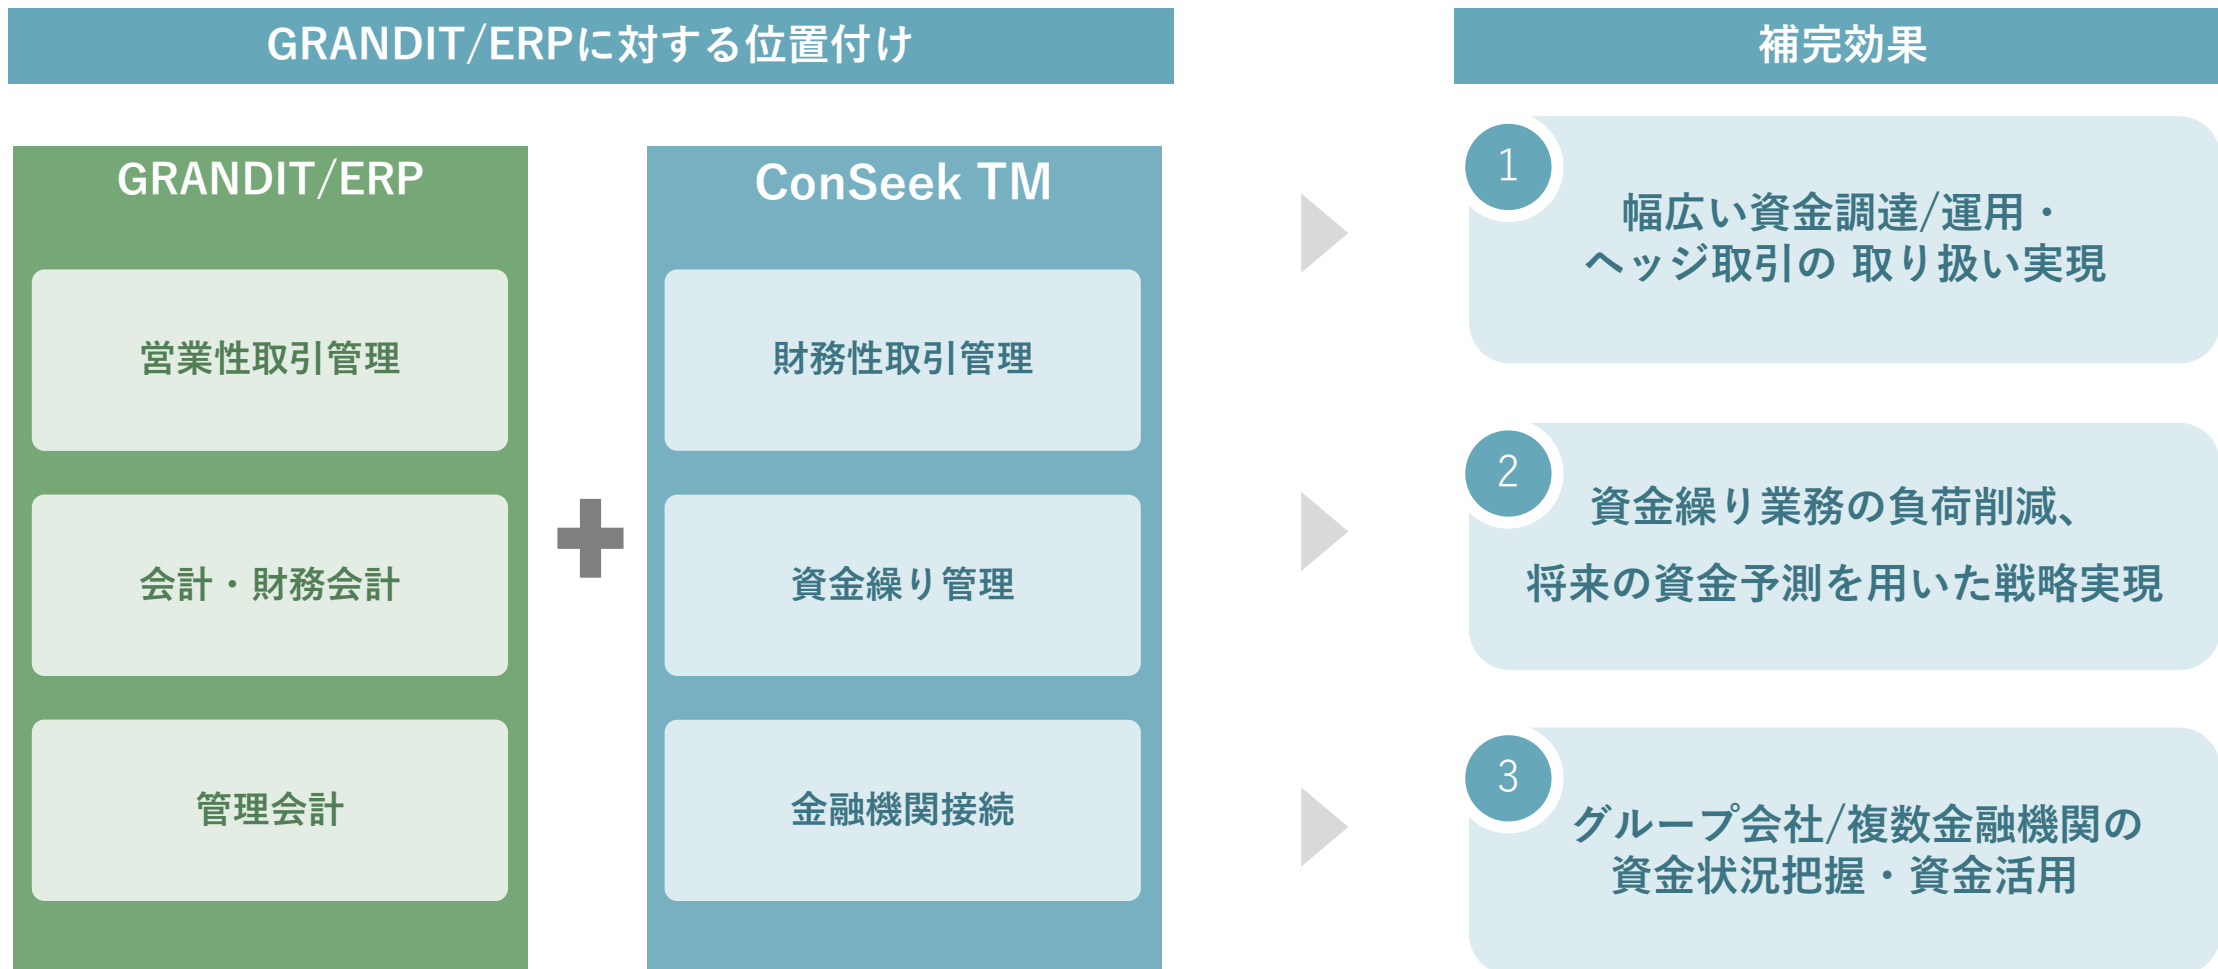 GRANDIT/ERPに対する位置付け
GRANDIT/ERP
営業性取引管理
会計・財務会計
管理会計
ConSeek TM
財務性取引管理
資金繰り管理
金融機関接続
補完効果
1
幅広い資金調達/運用・
ヘッジ取引の 取り扱い実現
2
資金繰り業務の負荷削減、
将来の資金予測を用いた戦略実現
3
グループ会社/複数金融機関の
資金状況把握・資金活用